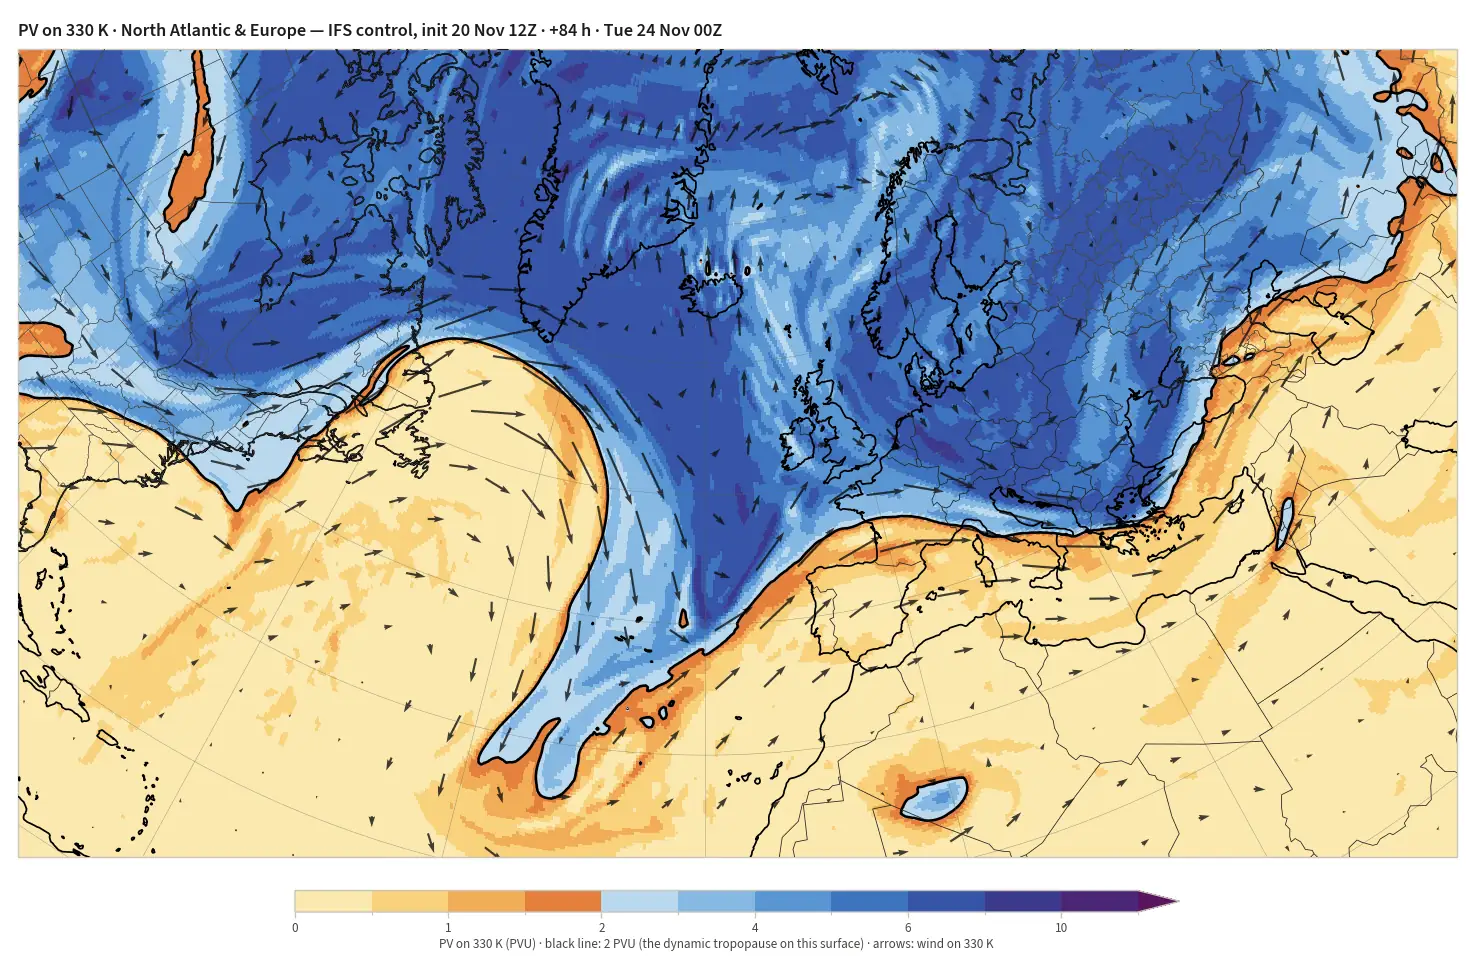 PV on 330 K · North Atlantic & Europe — IFS control, init 20 Nov 12Z · +84 h · Tue 24 Nov 00Z
0 1 2 4 6 10
PV on 330 K (PVU) · black line: 2 PVU (the dynamic tropopause on this surface) · arrows: wind on 330 K